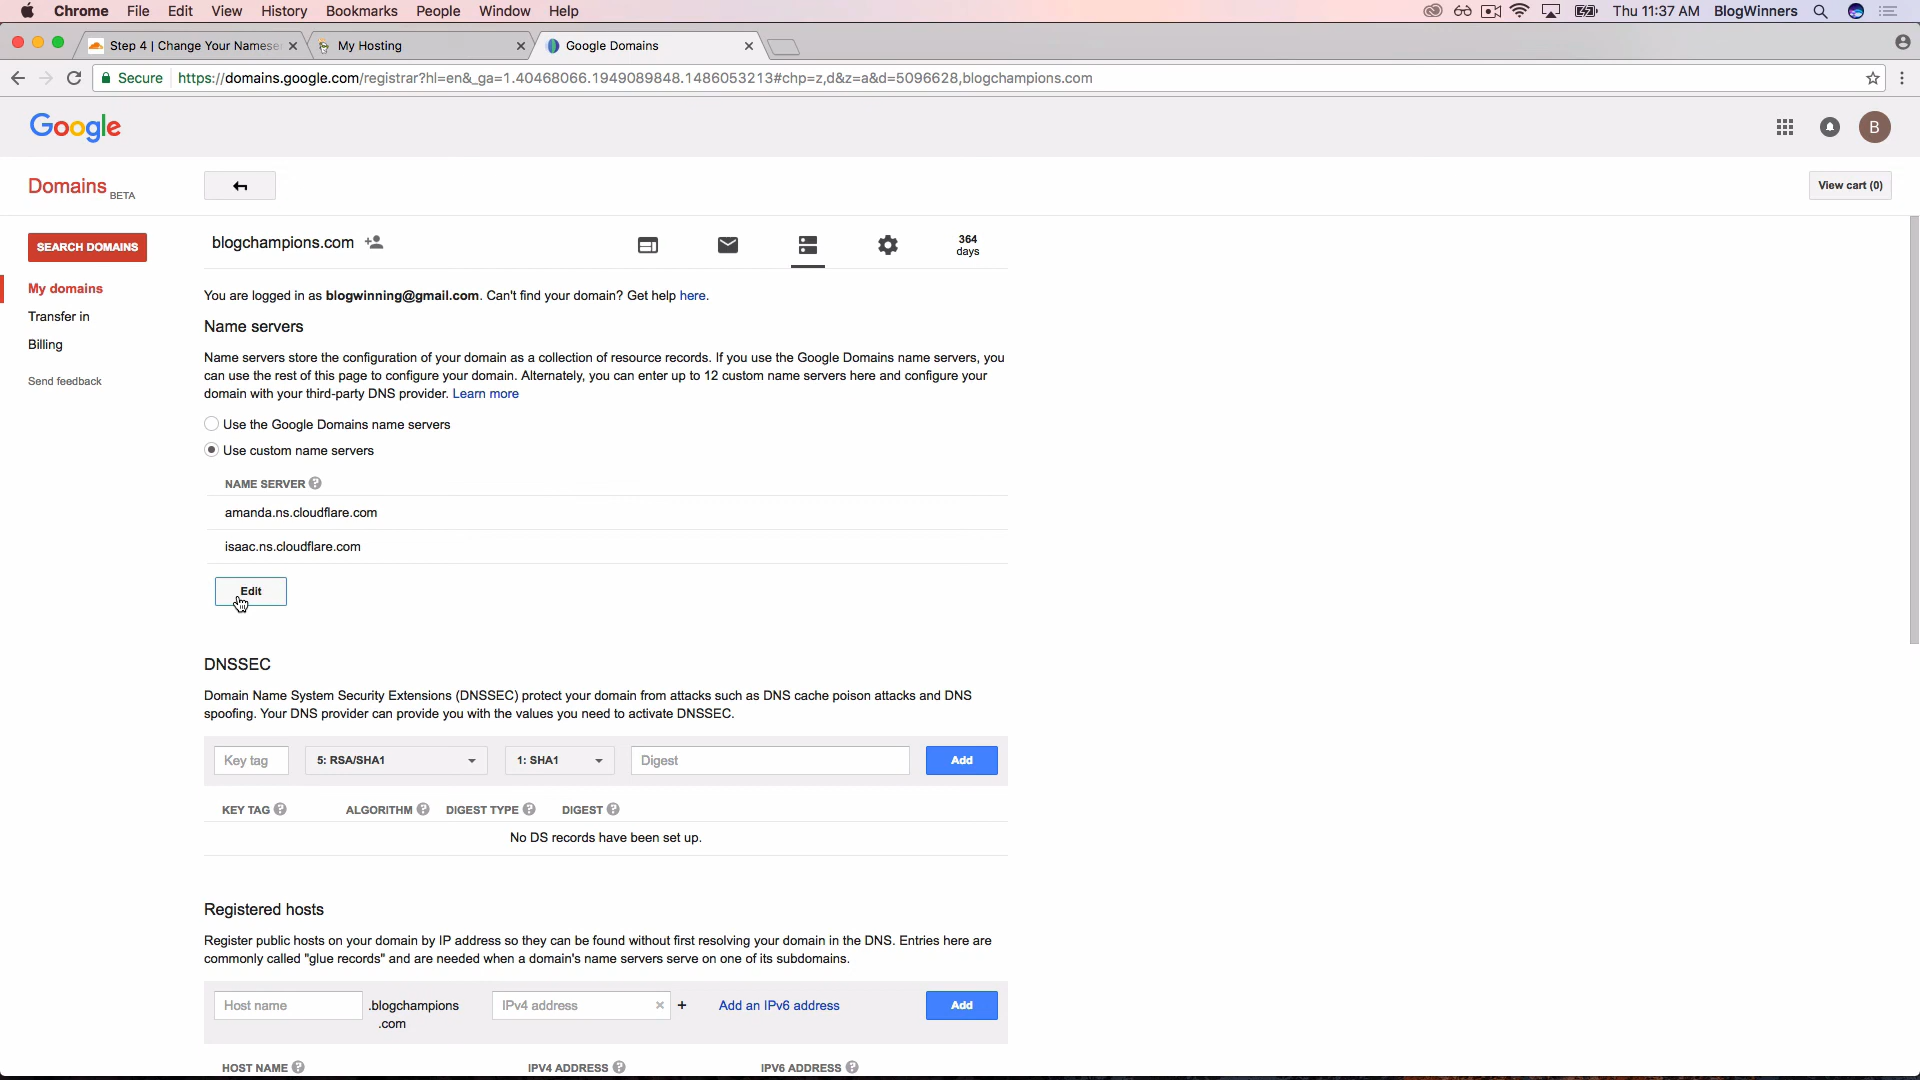 Chrome File Edit View History Bookmarks People Window Help Thu 11:37 AM BlogWinners
Step 4 | Change Your Namese My Hosting Google Domains
Secure https://domains.google.com/registrar?hl=en&_ga=1.40468066.1949089848.1486053213#chp=z,d&z=a&d=5096628,blogchampions.com
Google B
Domains BETA View cart (0)
SEARCH DOMAINS
My domains
Transfer in
Billing
Send feedback
blogchampions.com 364
days
You are logged in as blogwinning@gmail.com. Can't find your domain? Get help here.
Name servers
Name servers store the configuration of your domain as a collection of resource records. If you use the Google Domains name servers, you
can use the rest of this page to configure your domain. Alternately, you can enter up to 12 custom name servers here and configure your
domain with your third-party DNS provider. Learn more
Use the Google Domains name servers
Use custom name servers
NAME SERVER ?
amanda.ns.cloudflare.com
isaac.ns.cloudflare.com
Edit
DNSSEC
Domain Name System Security Extensions (DNSSEC) protect your domain from attacks such as DNS cache poison attacks and DNS
spoofing. Your DNS provider can provide you with the values you need to activate DNSSEC.
Key tag 5: RSA/SHA1 1: SHA1 Digest Add
KEY TAG ? ALGORITHM ? DIGEST TYPE ? DIGEST ?
No DS records have been set up.
Registered hosts
Register public hosts on your domain by IP address so they can be found without first resolving your domain in the DNS. Entries here are
commonly called "glue records" and are needed when a domain's name servers serve on one of its subdomains.
Host name .blogchampions IPv4 address × + Add an IPv6 address Add
.com
HOST NAME ? IPV4 ADDRESS ? IPV6 ADDRESS ?